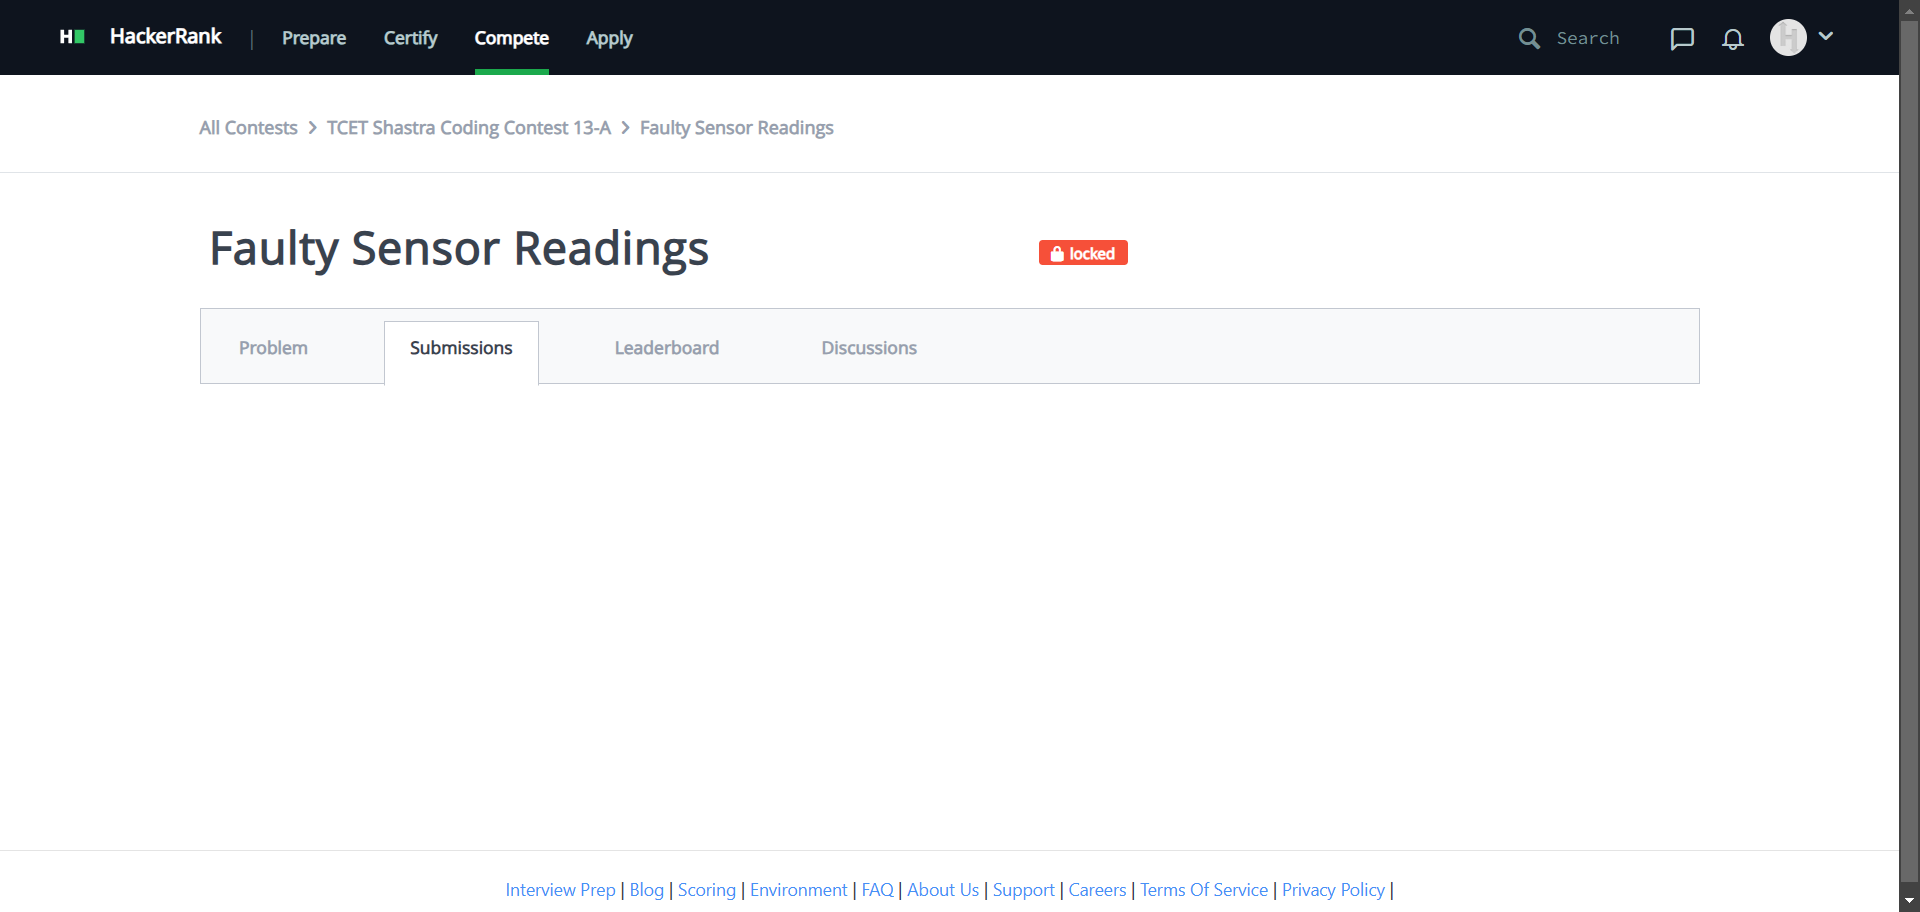 H HackerRank | Prepare Certify Compete Apply Search
All Contests > TCET Shastra Coding Contest 13-A > Faulty Sensor Readings
Faulty Sensor Readings locked
Problem Submissions Leaderboard Discussions
Interview Prep | Blog | Scoring | Environment | FAQ | About Us | Support | Careers | Terms Of Service | Privacy Policy |